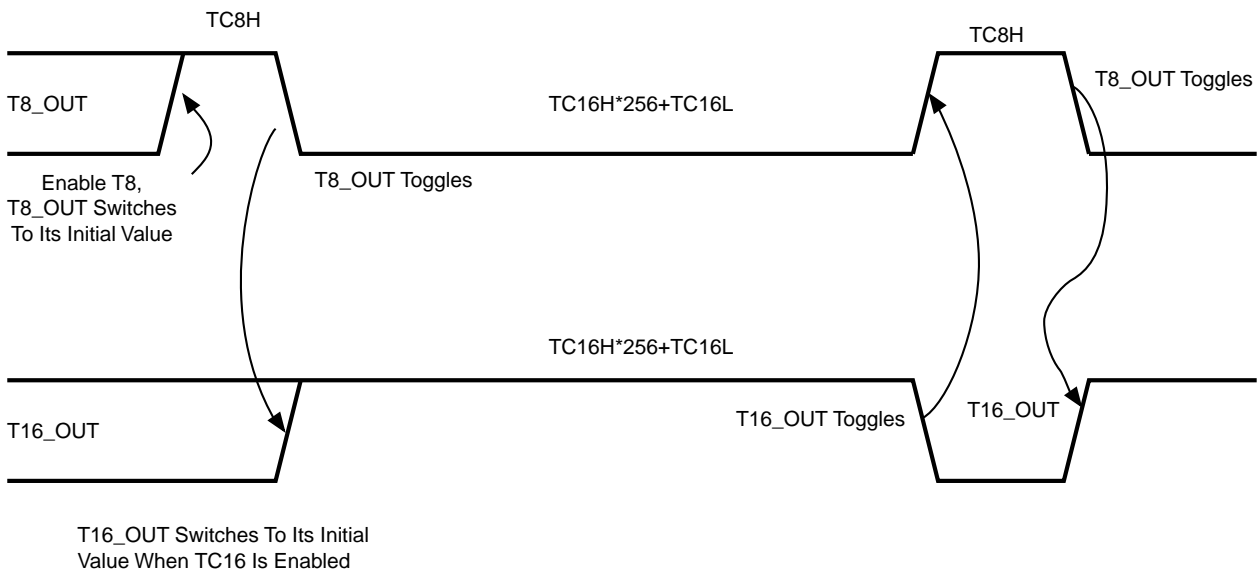 TC8H
TC8H
T8_OUT
TC16H*256+TC16L
T8_OUT Toggles
Enable T8,
T8_OUT Switches
To Its Initial Value
T8_OUT Toggles
TC16H*256+TC16L
T16_OUT
T16_OUT Toggles
T16_OUT
T16_OUT Switches To Its Initial
Value When TC16 Is Enabled